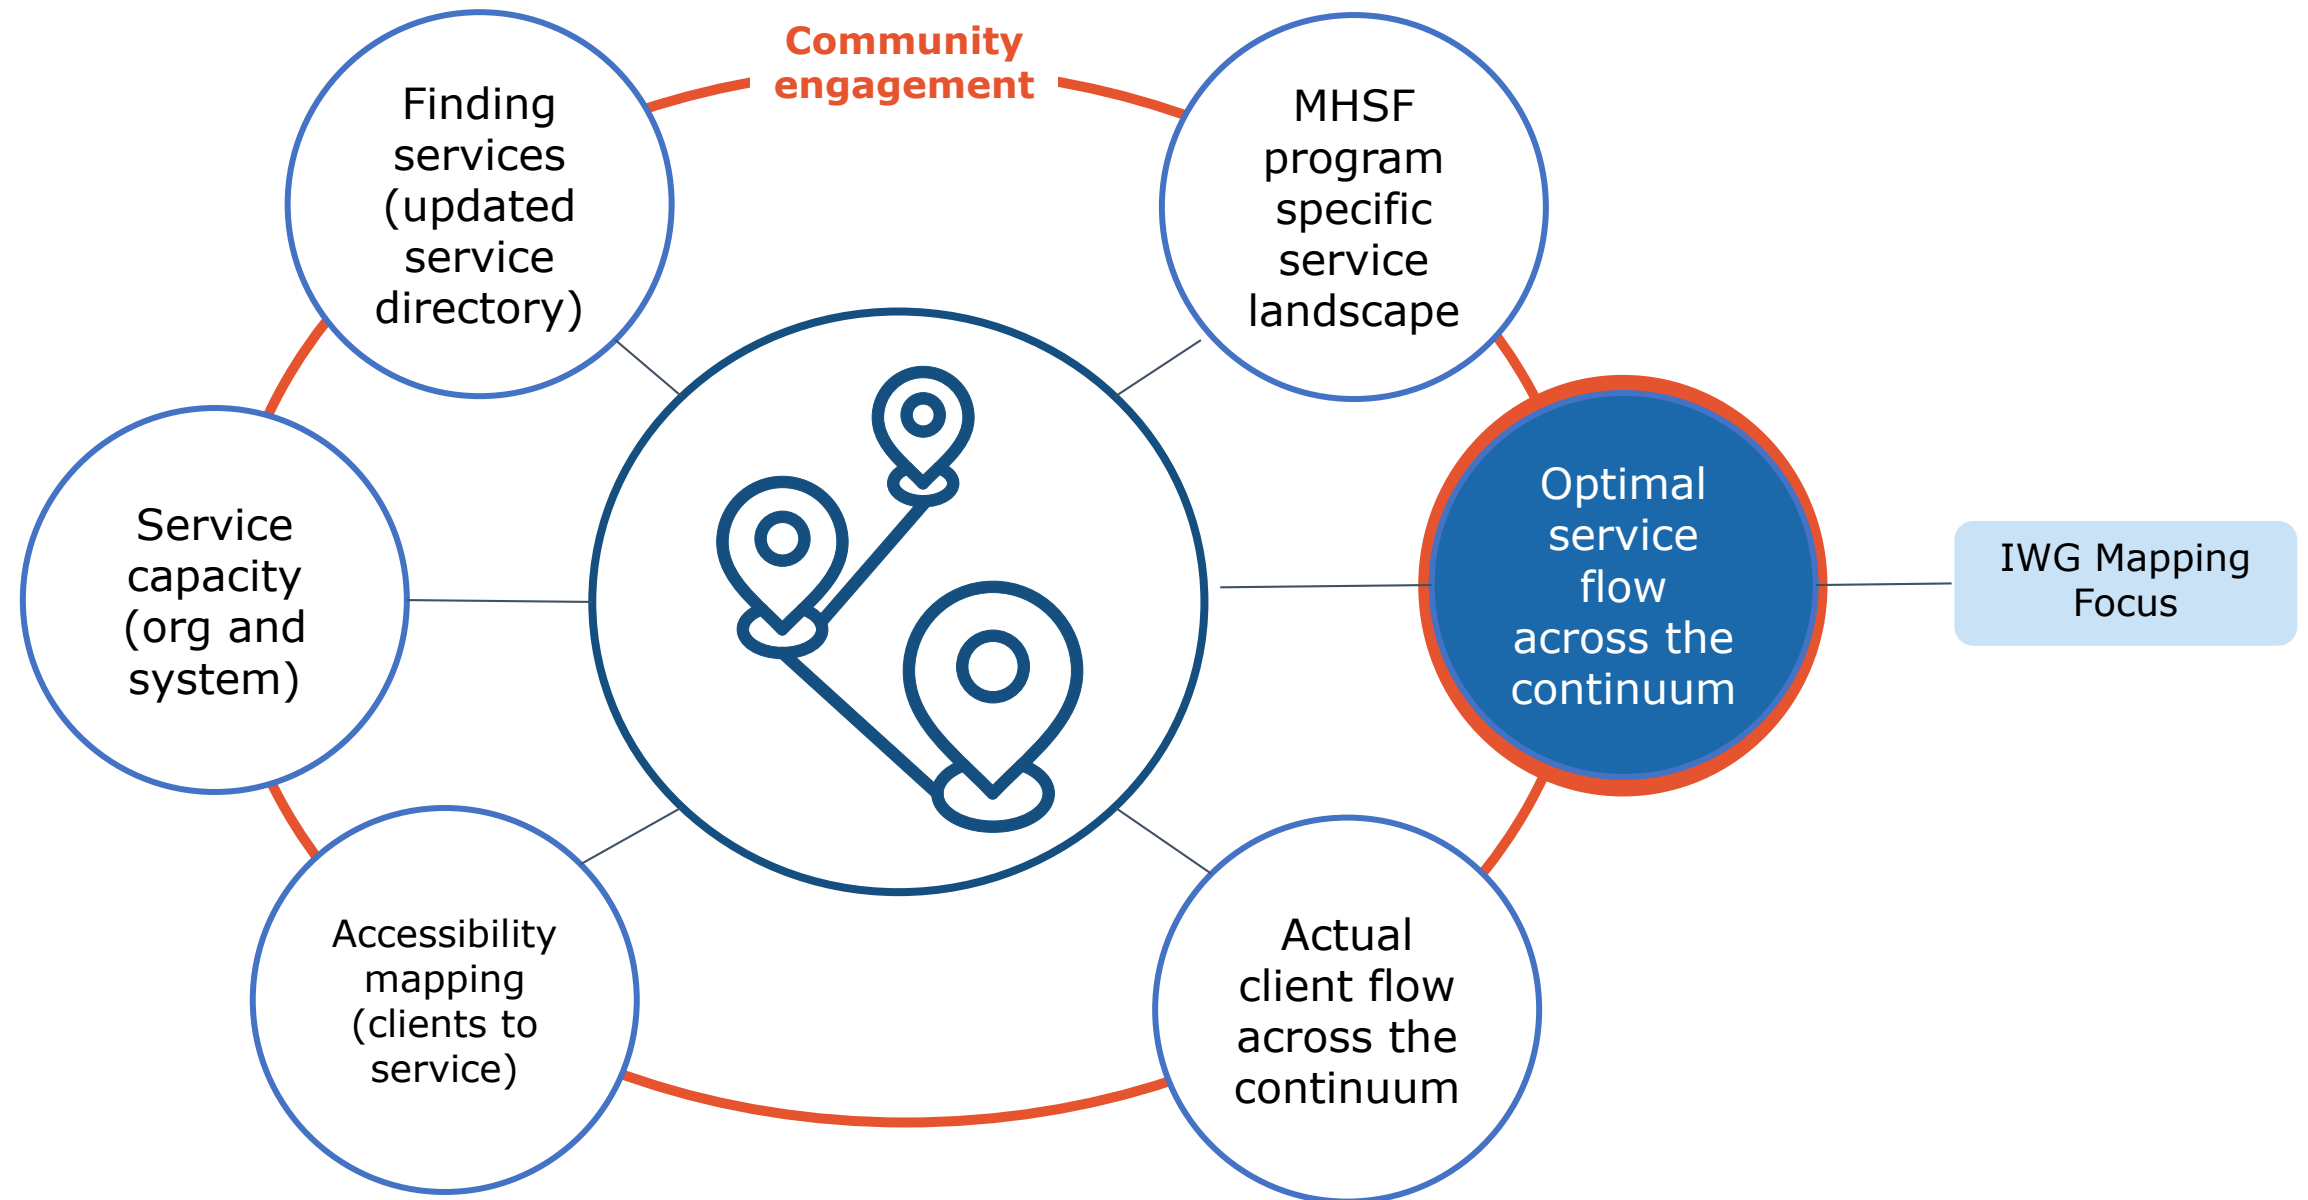 Community
engagement
Finding
services
(updated
service
directory)
MHSF
program
specific
service
landscape
Service
capacity
(org and
system)
Optimal
service
flow
across the
continuum
IWG Mapping
Focus
Accessibility
mapping
(clients to
service)
Actual
client flow
across the
continuum